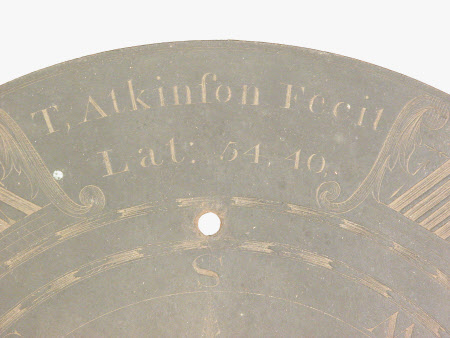 T, Atkinſon Fecit
Lat: 54,40.
S